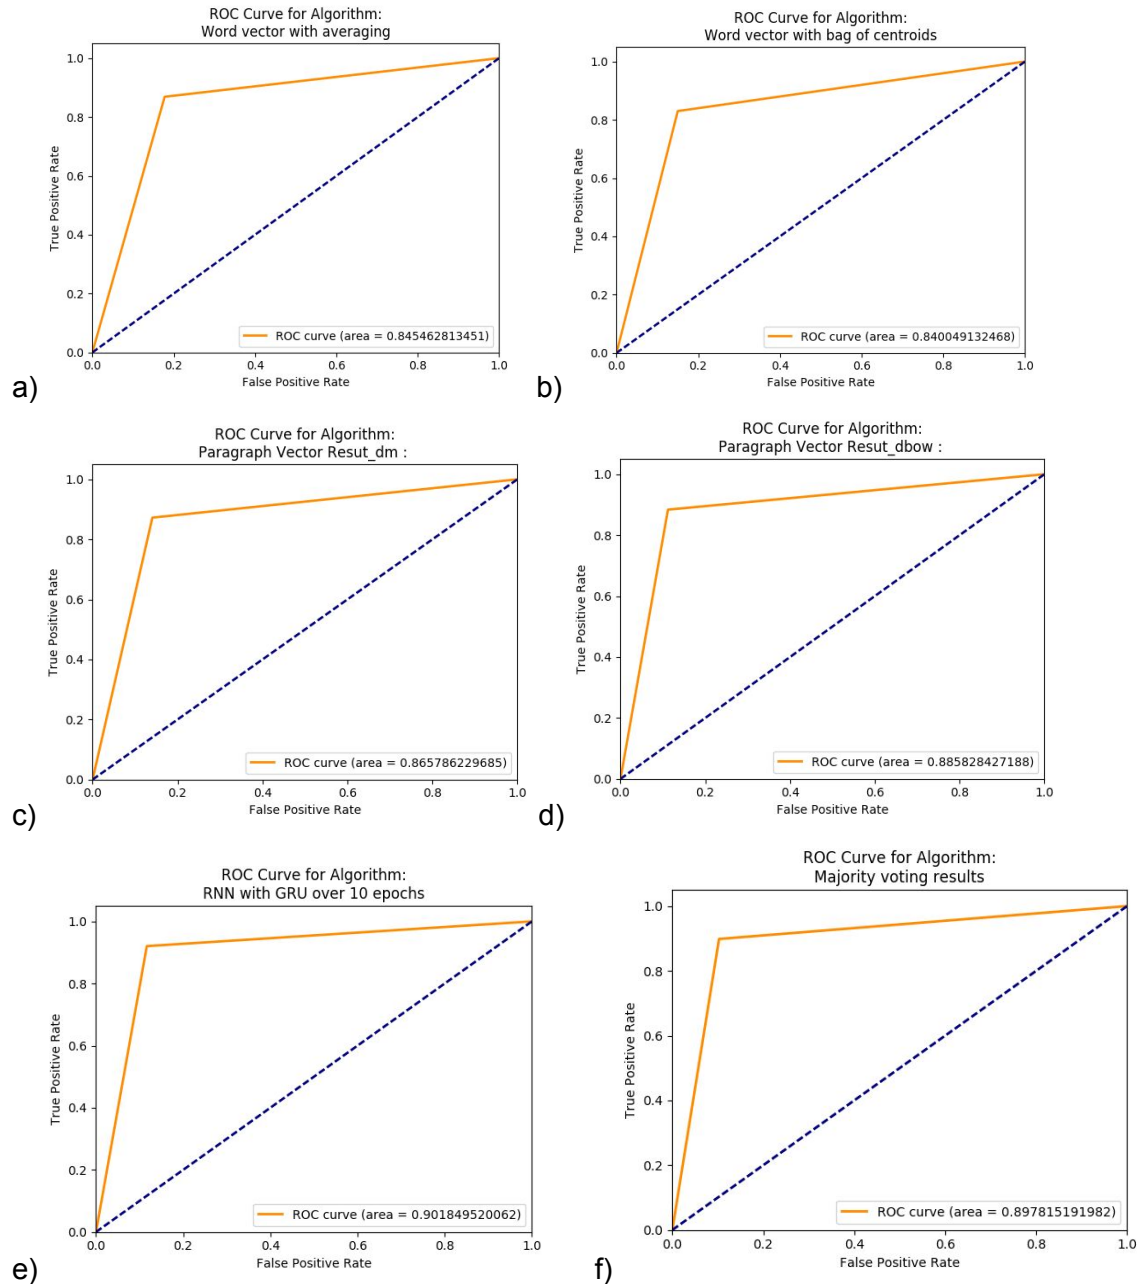 ROC Curve for Algorithm:
Word vector with averaging
1.0
0.8
0.6
0.4
0.2
0.0
True Positive Rate
ROC curve (area = 0.845462813451)
0.0 0.2 0.4 0.6 0.8 1.0
False Positive Rate
a)
ROC Curve for Algorithm:
Word vector with bag of centroids
1.0
0.8
0.6
0.4
0.2
0.0
True Positive Rate
ROC curve (area = 0.840049132468)
0.0 0.2 0.4 0.6 0.8 1.0
False Positive Rate
b)
ROC Curve for Algorithm:
Paragraph Vector Resut_dm :
1.0
0.8
0.6
0.4
0.2
0.0
True Positive Rate
ROC curve (area = 0.865786229685)
0.0 0.2 0.4 0.6 0.8 1.0
False Positive Rate
c)
ROC Curve for Algorithm:
Paragraph Vector Resut_dbow :
1.0
0.8
0.6
0.4
0.2
0.0
True Positive Rate
ROC curve (area = 0.885828427188)
0.0 0.2 0.4 0.6 0.8 1.0
False Positive Rate
d)
ROC Curve for Algorithm:
RNN with GRU over 10 epochs
1.0
0.8
0.6
0.4
0.2
0.0
True Positive Rate
ROC curve (area = 0.901849520062)
0.0 0.2 0.4 0.6 0.8 1.0
False Positive Rate
e)
ROC Curve for Algorithm:
Majority voting results
1.0
0.8
0.6
0.4
0.2
0.0
True Positive Rate
ROC curve (area = 0.897815191982)
0.0 0.2 0.4 0.6 0.8 1.0
False Positive Rate
f)